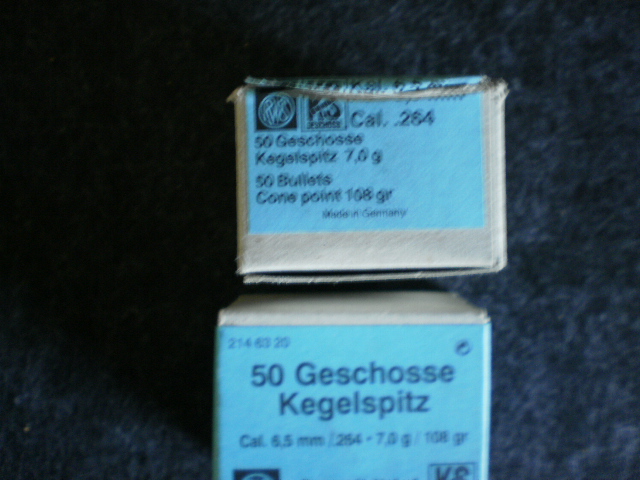 Cal. .264
50 Geschosse
Kegelspitz 7,0 g
50 Bullets
Cone point 108 gr
Made in Germany
214 63 20
50 Geschosse
Kegelspitz
Cal. 6,5 mm /.264 - 7,0 g / 108 gr
KS